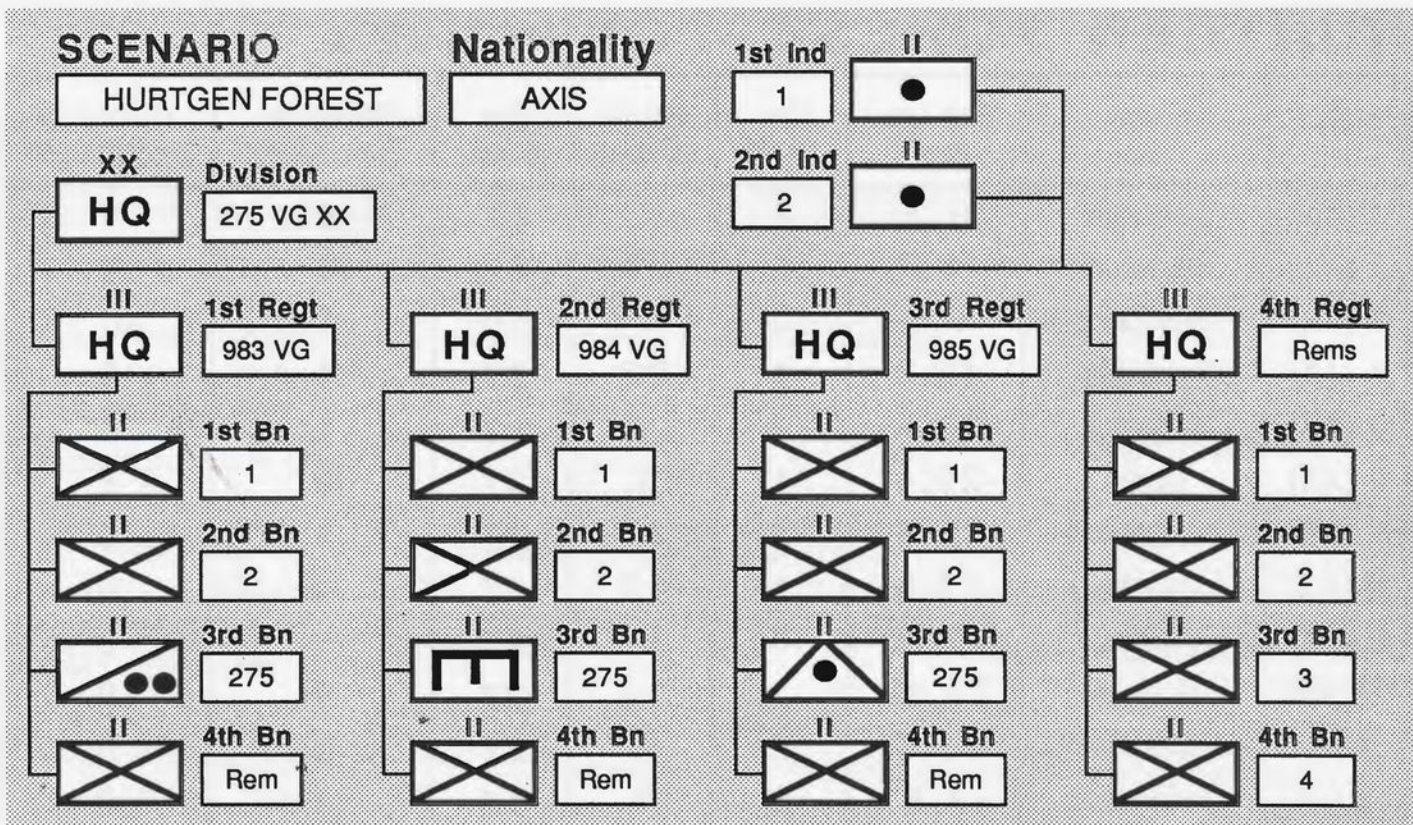 SCENARIO
HURTGEN FOREST
Nationality
AXIS
1st Ind
1
II
2nd Ind
2
II
XX
HQ
Division
275 VG XX
III
HQ
1st Regt
983 VG
III
HQ
2nd Regt
984 VG
III
HQ
3rd Regt
985 VG
III
HQ
4th Regt
Rems
II
1st Bn
1
II
1st Bn
1
II
1st Bn
1
II
1st Bn
1
II
2nd Bn
2
II
2nd Bn
2
II
2nd Bn
2
II
2nd Bn
2
II
3rd Bn
275
II
3rd Bn
275
II
3rd Bn
275
II
3rd Bn
3
II
4th Bn
Rem
II
4th Bn
Rem
II
4th Bn
Rem
II
4th Bn
4